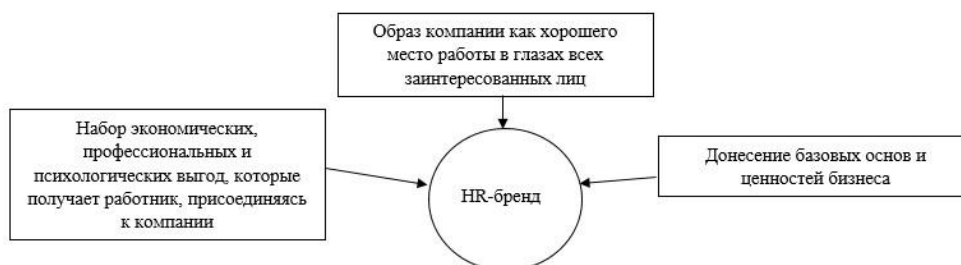 Образ компании как хорошего
место работы в глазах всех
заинтересованных лиц
Набор экономических,
профессиональных и
психологических выгод, которые
получает работник, присоединяясь
к компании
HR-бренд
Донесение базовых основ и
ценностей бизнеса